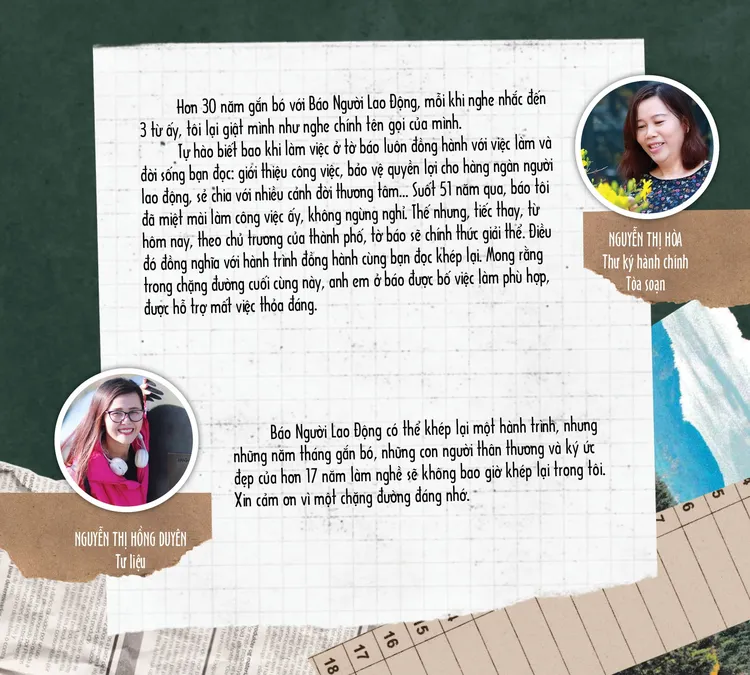 Hơn 30 năm gắn bó với Báo Người Lao Động, mỗi khi nghe nhắc đến
3 từ ấy, tôi lại giật mình như nghe chính tên gọi của mình.
Tự hào biết bao khi làm việc ở tờ báo luôn đồng hành với việc làm và
đời sống bạn đọc: giới thiệu công việc, bảo vệ quyền lợi cho hàng ngàn người
lao động, sẻ chia với nhiều cảnh đời thương tâm... Suốt 51 năm qua, báo tôi
đã miệt mài làm công việc ấy, không ngừng nghỉ. Thế nhưng, tiếc thay, từ
hôm nay, theo chủ trương của thành phố, tờ báo sẽ chính thức giải thể. Điều
đó đồng nghĩa với hành trình đồng hành cùng bạn đọc khép lại. Mong rằng
trong chặng đường cuối cùng này, anh em ở báo được bố việc làm phù hợp,
được hỗ trợ mất việc thỏa đáng.
NGUYỄN THỊ HÒA
Thư ký hành chính
Tòa soạn
Báo Người Lao Động có thể khép lại một hành trình, nhưng
những năm tháng gắn bó, những con người thân thương và ký ức
đẹp của hơn 17 năm làm nghề sẽ không bao giờ khép lại trong tôi.
Xin cảm ơn vì một chặng đường đáng nhớ.
NGUYỄN THỊ HỒNG DUYÊN
Tư liệu
18 17 16 15